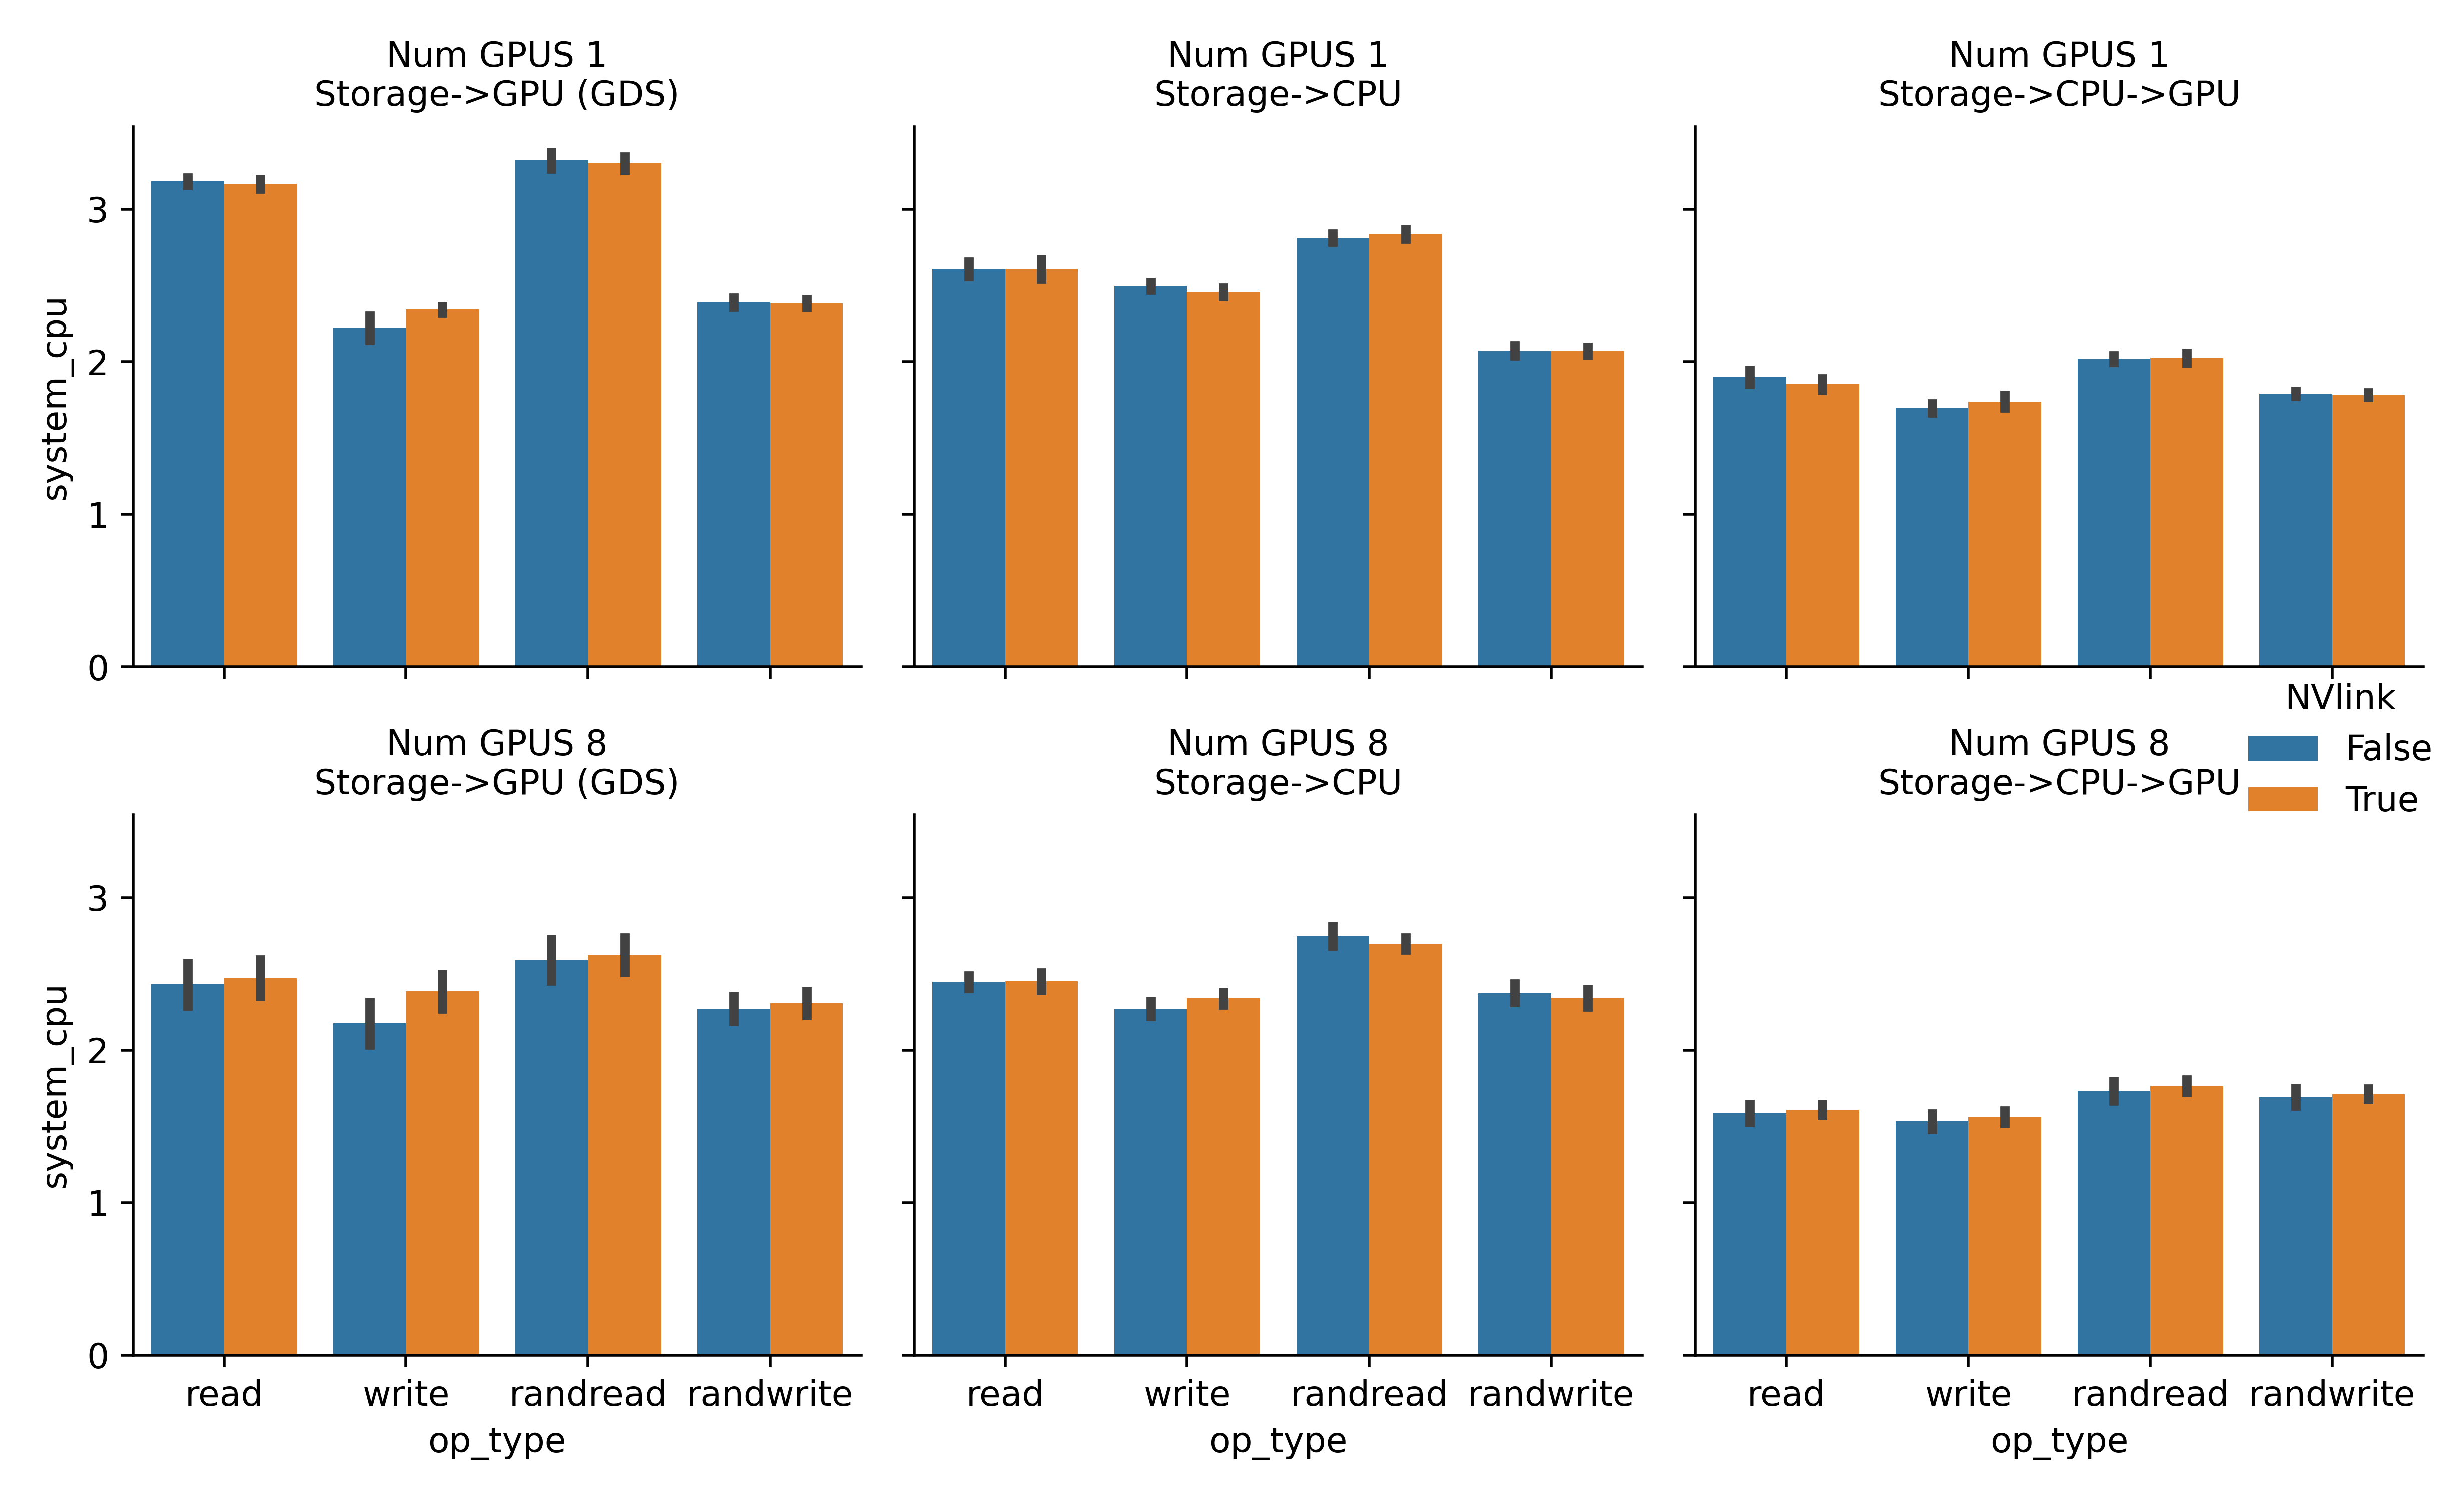 Num GPUS 1
Storage->GPU (GDS)
Num GPUS 1
Storage->CPU
Num GPUS 1
Storage->CPU->GPU
system_cpu
3
2
1
0
NVlink
False
True
Num GPUS 8
Storage->GPU (GDS)
Num GPUS 8
Storage->CPU
Num GPUS 8
Storage->CPU->GPU
system_cpu
3
2
1
0
read write randread randwrite
op_type
read write randread randwrite
op_type
read write randread randwrite
op_type